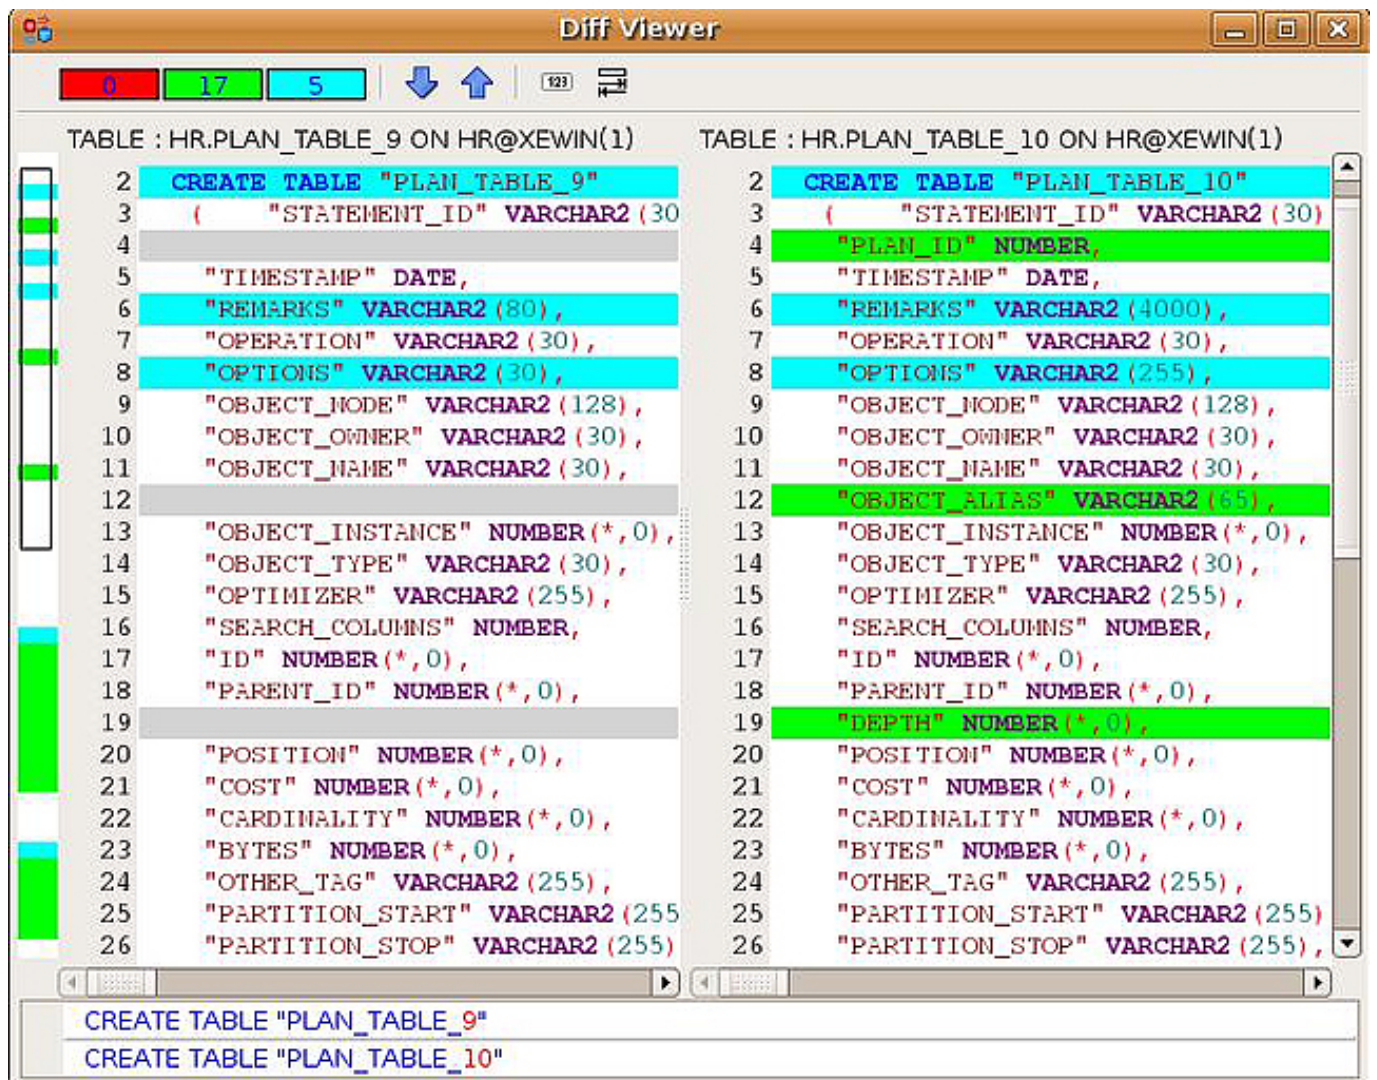 Diff Viewer
0 17 5 123
TABLE : HR.PLAN_TABLE_9 ON HR@XEWIN(1)
2 CREATE TABLE "PLAN_TABLE_9"
3 ( "STATEMENT_ID" VARCHAR2(30
4
5 "TIMESTAMP" DATE,
6 "REMARKS" VARCHAR2(80),
7 "OPERATION" VARCHAR2(30),
8 "OPTIONS" VARCHAR2(30),
9 "OBJECT_NODE" VARCHAR2(128),
10 "OBJECT_OWNER" VARCHAR2(30),
11 "OBJECT_NAME" VARCHAR2(30),
12
13 "OBJECT_INSTANCE" NUMBER(*,0),
14 "OBJECT_TYPE" VARCHAR2(30),
15 "OPTIMIZER" VARCHAR2(255),
16 "SEARCH_COLUMNS" NUMBER,
17 "ID" NUMBER(*,0),
18 "PARENT_ID" NUMBER(*,0),
19
20 "POSITION" NUMBER(*,0),
21 "COST" NUMBER(*,0),
22 "CARDINALITY" NUMBER(*,0),
23 "BYTES" NUMBER(*,0),
24 "OTHER_TAG" VARCHAR2(255),
25 "PARTITION_START" VARCHAR2(255
26 "PARTITION_STOP" VARCHAR2(255)
TABLE : HR.PLAN_TABLE_10 ON HR@XEWIN(1)
2 CREATE TABLE "PLAN_TABLE_10"
3 ( "STATEMENT_ID" VARCHAR2(30)
4 "PLAN_ID" NUMBER,
5 "TIMESTAMP" DATE,
6 "REMARKS" VARCHAR2(4000),
7 "OPERATION" VARCHAR2(30),
8 "OPTIONS" VARCHAR2(255),
9 "OBJECT_NODE" VARCHAR2(128),
10 "OBJECT_OWNER" VARCHAR2(30),
11 "OBJECT_NAME" VARCHAR2(30),
12 "OBJECT_ALIAS" VARCHAR2(65),
13 "OBJECT_INSTANCE" NUMBER(*,0),
14 "OBJECT_TYPE" VARCHAR2(30),
15 "OPTIMIZER" VARCHAR2(255),
16 "SEARCH_COLUMNS" NUMBER,
17 "ID" NUMBER(*,0),
18 "PARENT_ID" NUMBER(*,0),
19 "DEPTH" NUMBER(*,0),
20 "POSITION" NUMBER(*,0),
21 "COST" NUMBER(*,0),
22 "CARDINALITY" NUMBER(*,0),
23 "BYTES" NUMBER(*,0),
24 "OTHER_TAG" VARCHAR2(255),
25 "PARTITION_START" VARCHAR2(255)
26 "PARTITION_STOP" VARCHAR2(255),
CREATE TABLE "PLAN_TABLE_9"
CREATE TABLE "PLAN_TABLE_10"